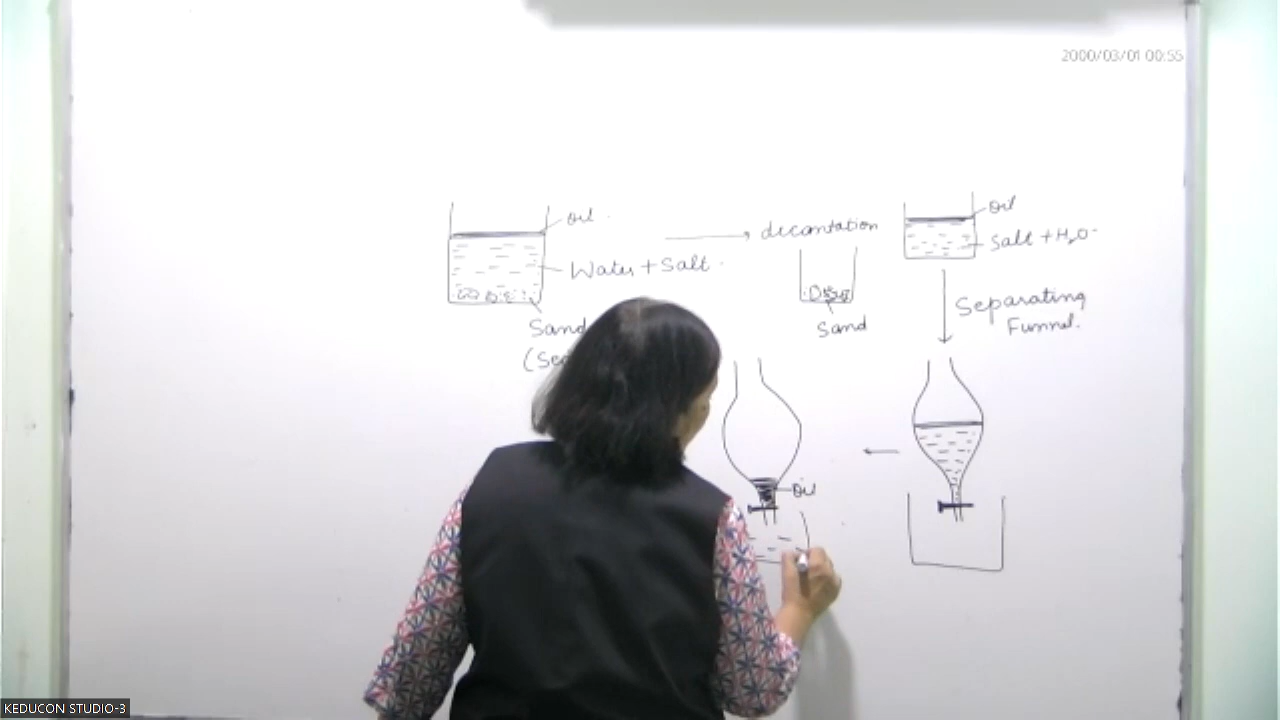 2000/03/01 00:55
Oil
Water + Salt
Sand
decantation
Sand
Oil
Salt + H2O
Separating
Funnel.
Oil
KEDUCON STUDIO-3